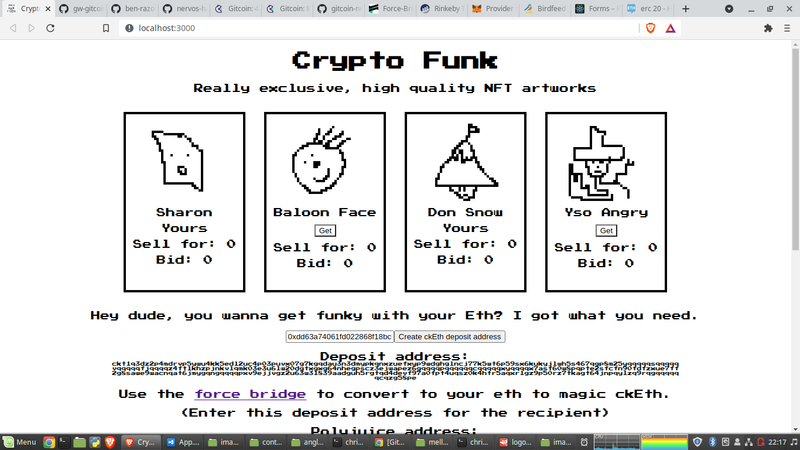 Crypto
gw-gitco
ben-razo
nervos-h
Gitcoin: A
Gitcoin: E
gitcoin-ne
Force-Bri
Rinkeby
Provider
Birdfeed
Forms -
erc 20 -
localhost:3000
Crypto Funk
Really exclusive, high quality NFT artworks
Sharon
Yours
Sell for: 0
Bid: 0
Baloon Face
Get
Sell for: 0
Bid: 0
Don Snow
Yours
Sell for: 0
Bid: 0
Yso Angry
Get
Sell for: 0
Bid: 0
Hey dude, you wanna get funky with your Eth? I got what you need.
0xdd63a74061fd022868f18bc Create ckEth deposit address
Deposit address:
Use the force bridge to convert to your eth to magic ckEth.
(Enter this deposit address for the recipient)
Polyjuice address:
Menu
Cry...
App....
ima...
cont...
angl...
chri...
[Git...
mell...
chri...
logo...
ima...
22:17